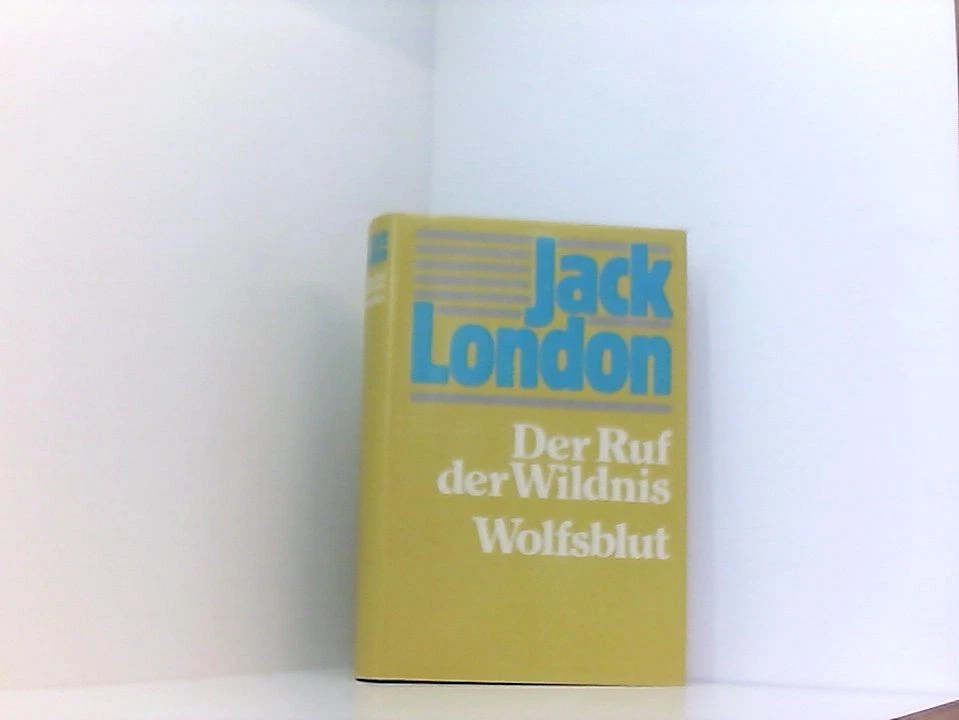 Jack
London
Der Ruf
der Wildnis
Wolfsblut